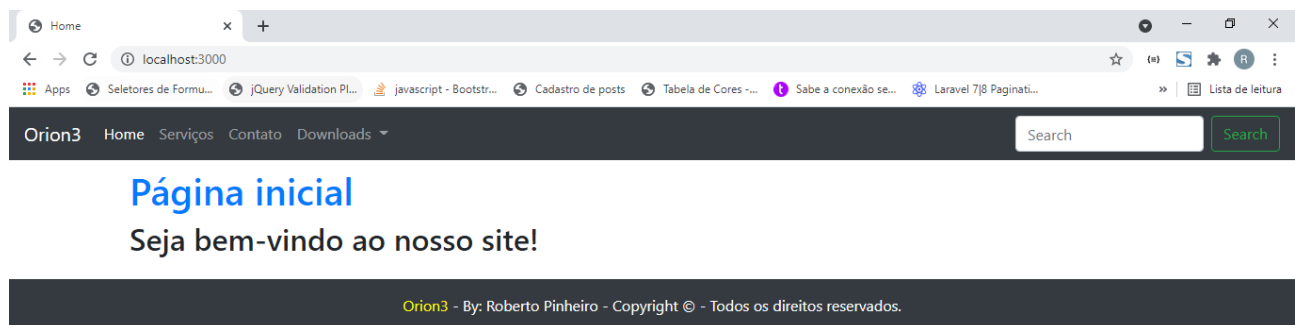 Home
localhost:3000
Apps Seletores de Formu... jQuery Validation Pl... javascript - Bootstr... Cadastro de posts Tabela de Cores -... Sabe a conexão se... Laravel 7|8 Paginati... » Lista de leitura
Orion3 Home Serviços Contato Downloads Search Search
Página inicial
Seja bem-vindo ao nosso site!
Orion3 - By: Roberto Pinheiro - Copyright © - Todos os direitos reservados.